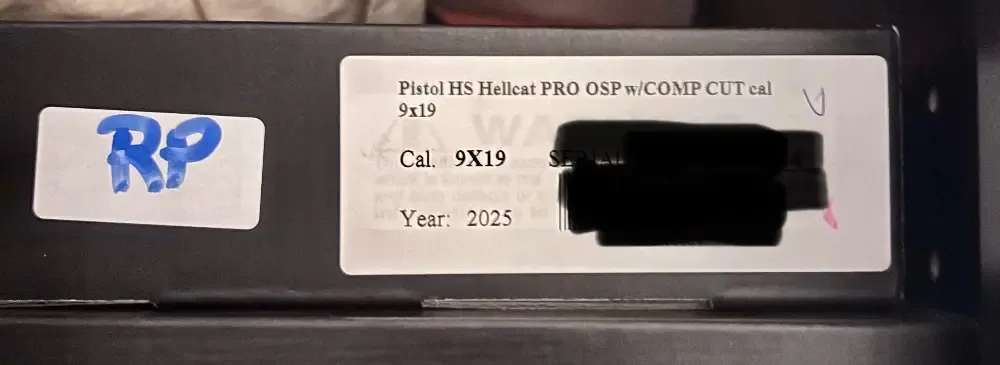 RP
Pistol HS Hellcat PRO OSP w/COMP CUT cal
9x19
Cal. 9X19
Year: 2025